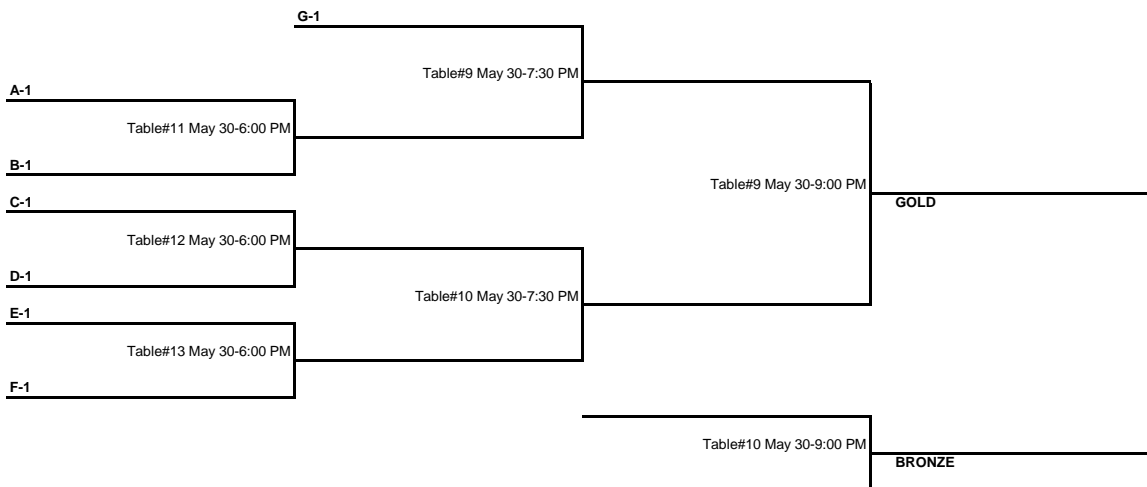 G-1
Table#9 May 30-7:30 PM
A-1
Table#11 May 30-6:00 PM
B-1
Table#9 May 30-9:00 PM
C-1
GOLD
Table#12 May 30-6:00 PM
D-1
Table#10 May 30-7:30 PM
E-1
Table#13 May 30-6:00 PM
F-1
Table#10 May 30-9:00 PM
BRONZE